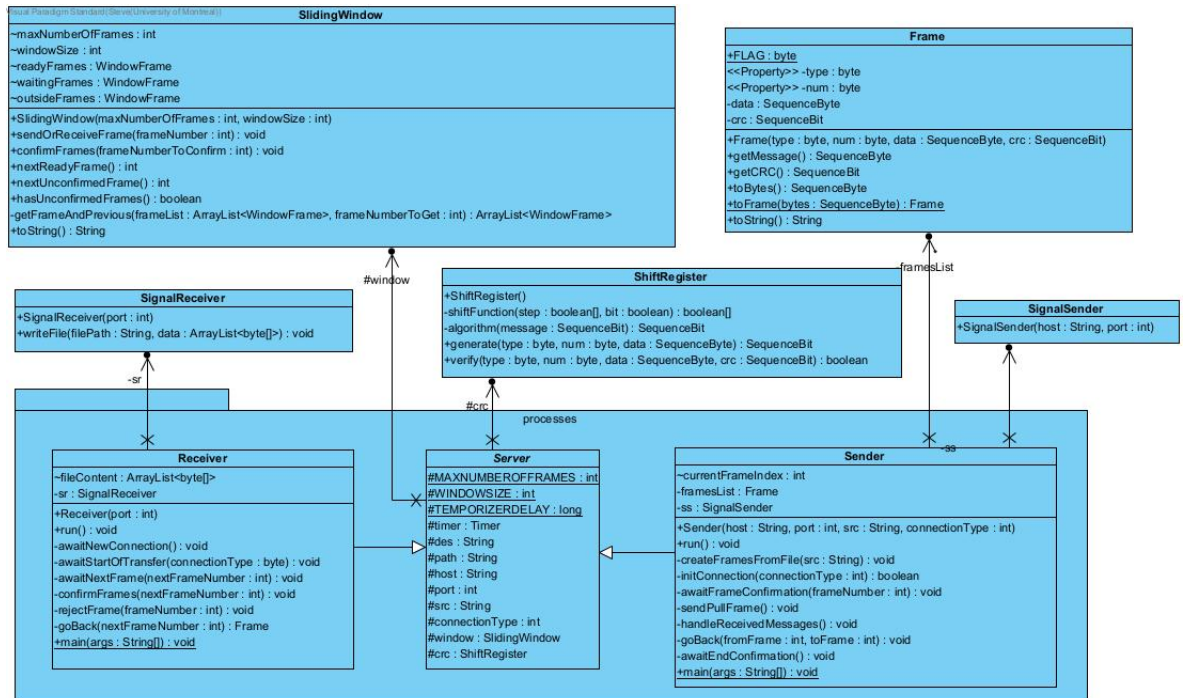 Visual Paradigm Standard(Steve(University of Montreal))
SlidingWindow
~maxNumberOfFrames : int
~windowSize : int
~readyFrames : WindowFrame
~waitingFrames : WindowFrame
~outsideFrames : WindowFrame
+SlidingWindow(maxNumberOfFrames : int, windowSize : int)
+sendOrReceiveFrame(frameNumber : int) : void
+confirmFrames(frameNumberToConfirm : int) : void
+nextReadyFrame() : int
+nextUnconfirmedFrame() : int
+hasUnconfirmedFrames() : boolean
-getFrameAndPrevious(frameList : ArrayList<WindowFrame>, frameNumberToGet : int) : ArrayList<WindowFrame>
+toString() : String
Frame
+FLAG : byte
<<Property>> -type : byte
<<Property>> -num : byte
-data : SequenceByte
-crc : SequenceBit
+Frame(type : byte, num : byte, data : SequenceByte, crc : SequenceBit)
+getMessage() : SequenceByte
+getCRC() : SequenceBit
+toBytes() : SequenceByte
+toFrame(bytes : SequenceByte) : Frame
+toString() : String
#window
-framesList
*
SignalReceiver
+SignalReceiver(port : int)
+writeFile(filePath : String, data : ArrayList<byte[]>) : void
ShiftRegister
+ShiftRegister()
-shiftFunction(step : boolean[], bit : boolean) : boolean[]
-algorithm(message : SequenceBit) : SequenceBit
+generate(type : byte, num : byte, data : SequenceByte) : SequenceBit
+verify(type : byte, num : byte, data : SequenceByte, crc : SequenceBit) : boolean
SignalSender
+SignalSender(host : String, port : int)
-sr
#crc
-ss
processes
Receiver
~fileContent : ArrayList<byte[]>
-sr : SignalReceiver
+Receiver(port : int)
+run() : void
-awaitNewConnection() : void
-awaitStartOfTransfer(connectionType : byte) : void
-awaitNextFrame(nextFrameNumber : int) : void
-confirmFrames(nextFrameNumber : int) : void
-rejectFrame(frameNumber : int) : void
-goBack(nextFrameNumber : int) : Frame
+main(args : String[]) : void
Server
#MAXNUMBEROFFRAMES : int
#WINDOWSIZE : int
#TEMPORIZERDELAY : long
#timer : Timer
#des : String
#path : String
#host : String
#port : int
#src : String
#connectionType : int
#window : SlidingWindow
#crc : ShiftRegister
Sender
~currentFrameIndex : int
-framesList : Frame
-ss : SignalSender
+Sender(host : String, port : int, src : String, connectionType : int)
+run() : void
-createFramesFromFile(src : String) : void
-initConnection(connectionType : int) : boolean
-awaitFrameConfirmation(frameNumber : int) : void
-sendPullFrame() : void
-handleReceivedMessages() : void
-goBack(fromFrame : int, toFrame : int) : void
-awaitEndConfirmation() : void
+main(args : String[]) : void